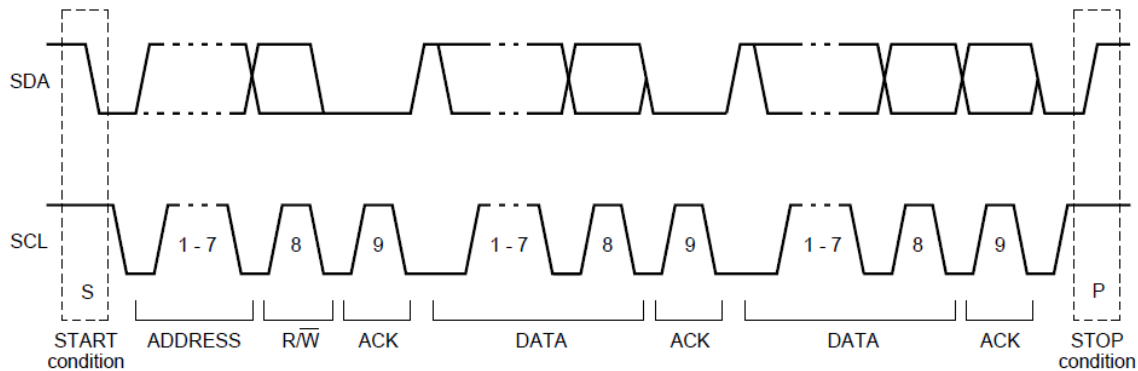 SDA
SCL
1 - 7
8
9
1 - 7
8
9
1 - 7
8
9
S
P
START
condition
ADDRESS
R/W̅
ACK
DATA
ACK
DATA
ACK
STOP
condition